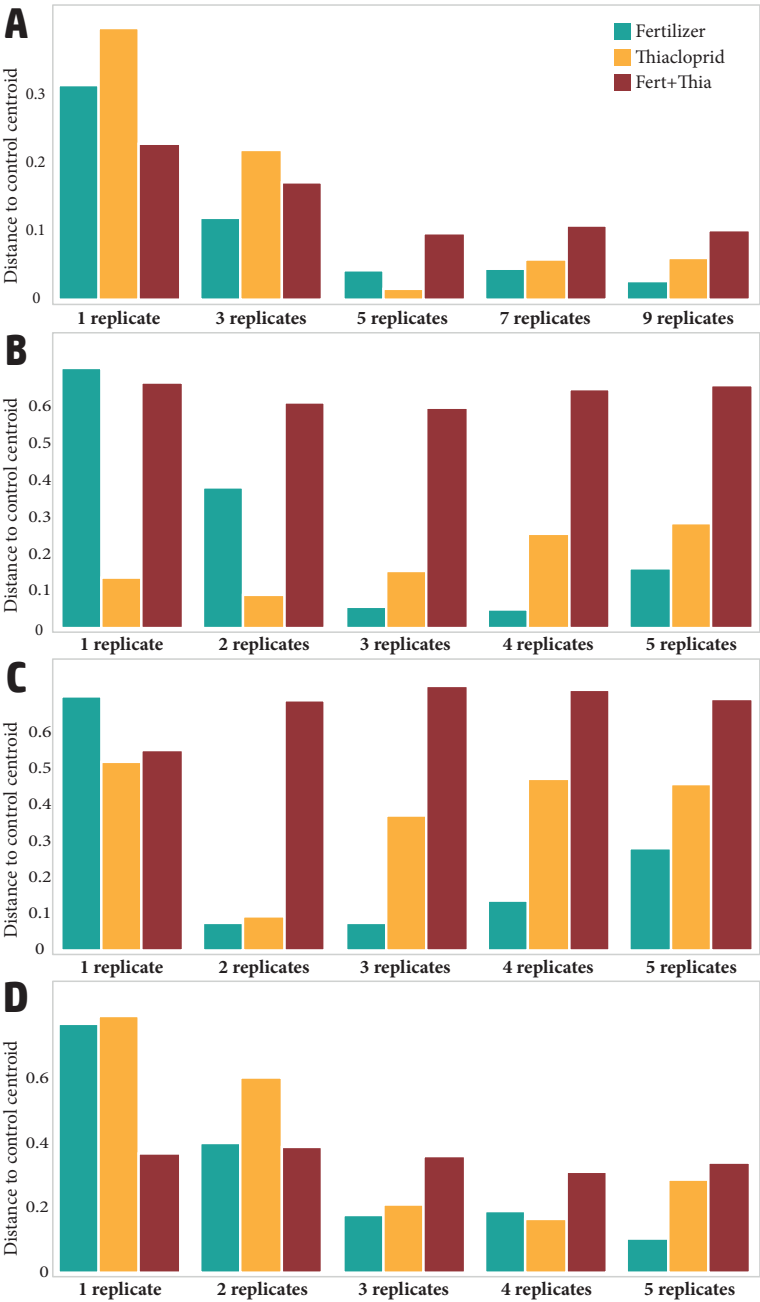 A
Distance to control centroid
0.3
0.2
0.1
0
Fertilizer
Thiacloprid
Fert+Thia
1 replicate 3 replicates 5 replicates 7 replicates 9 replicates
B
Distance to control centroid
0.6
0.5
0.4
0.3
0.2
0.1
0
1 replicate 2 replicates 3 replicates 4 replicates 5 replicates
C
Distance to control centroid
0.6
0.5
0.4
0.3
0.2
0.1
0
1 replicate 2 replicates 3 replicates 4 replicates 5 replicates
D
Distance to control centroid
0.6
0.4
0.2
0
1 replicate 2 replicates 3 replicates 4 replicates 5 replicates